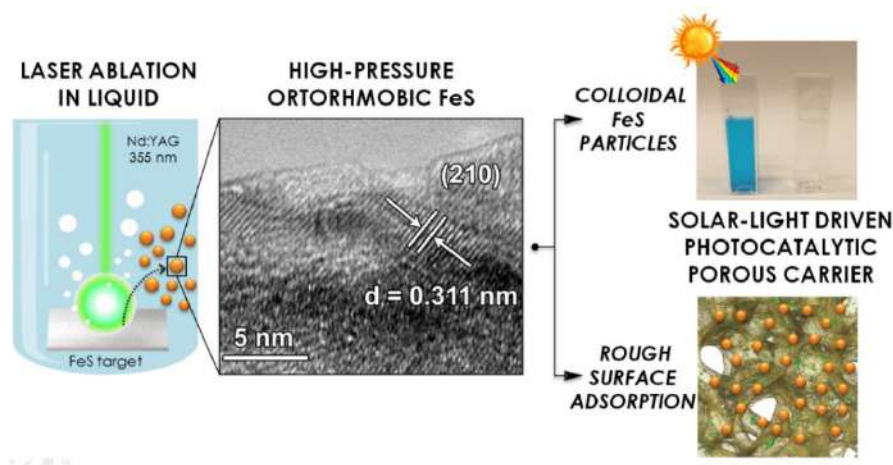 LASER ABLATION
IN LIQUID
Nd:YAG
355 nm
FeS target
HIGH-PRESSURE
ORTORHMOBIC FeS
(210)
d = 0.311 nm
5 nm
COLLOIDAL
FeS
PARTICLES
SOLAR-LIGHT DRIVEN
PHOTOCATALYTIC
POROUS CARRIER
ROUGH
SURFACE
ADSORPTION